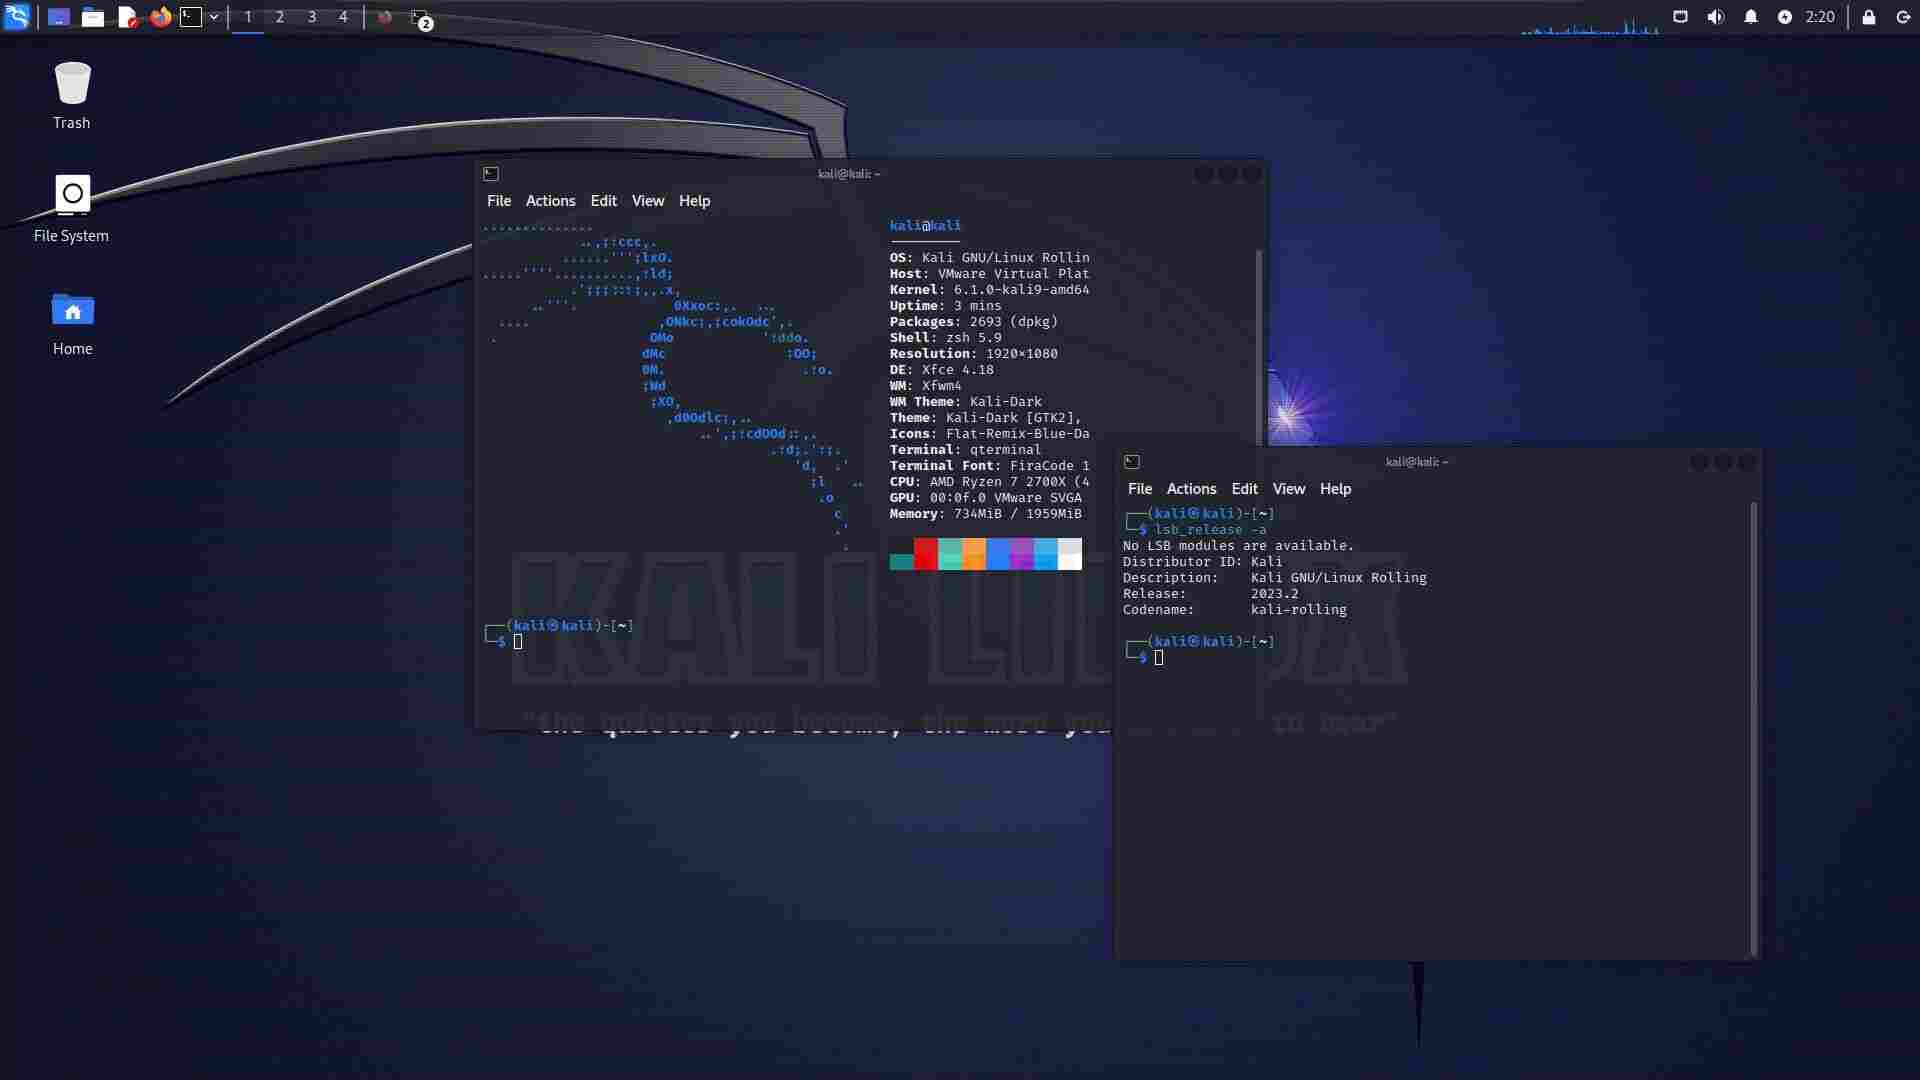 1 2 3 4
2
2:20
Trash
File System
Home
kali@kali: ~
File Actions Edit View Help
kali@kali
OS: Kali GNU/Linux Rollin
Host: VMware Virtual Plat
Kernel: 6.1.0-kali9-amd64
Uptime: 3 mins
Packages: 2693 (dpkg)
Shell: zsh 5.9
Resolution: 1920×1080
DE: Xfce 4.18
WM: Xfwm4
WM Theme: Kali-Dark
Theme: Kali-Dark [GTK2],
Icons: Flat-Remix-Blue-Da
Terminal: qterminal
Terminal Font: FiraCode 1
CPU: AMD Ryzen 7 2700X (4
GPU: 00:0f.0 VMware SVGA
Memory: 734MiB / 1959MiB
┌──(kali㉿kali)-[~]
└─$
KALI LINUX
"the quieter you become, the more you to hear"
kali@kali: ~
File Actions Edit View Help
┌──(kali㉿kali)-[~]
└─$ lsb_release -a
No LSB modules are available.
Distributor ID: Kali
Description: Kali GNU/Linux Rolling
Release: 2023.2
Codename: kali-rolling
┌──(kali㉿kali)-[~]
└─$